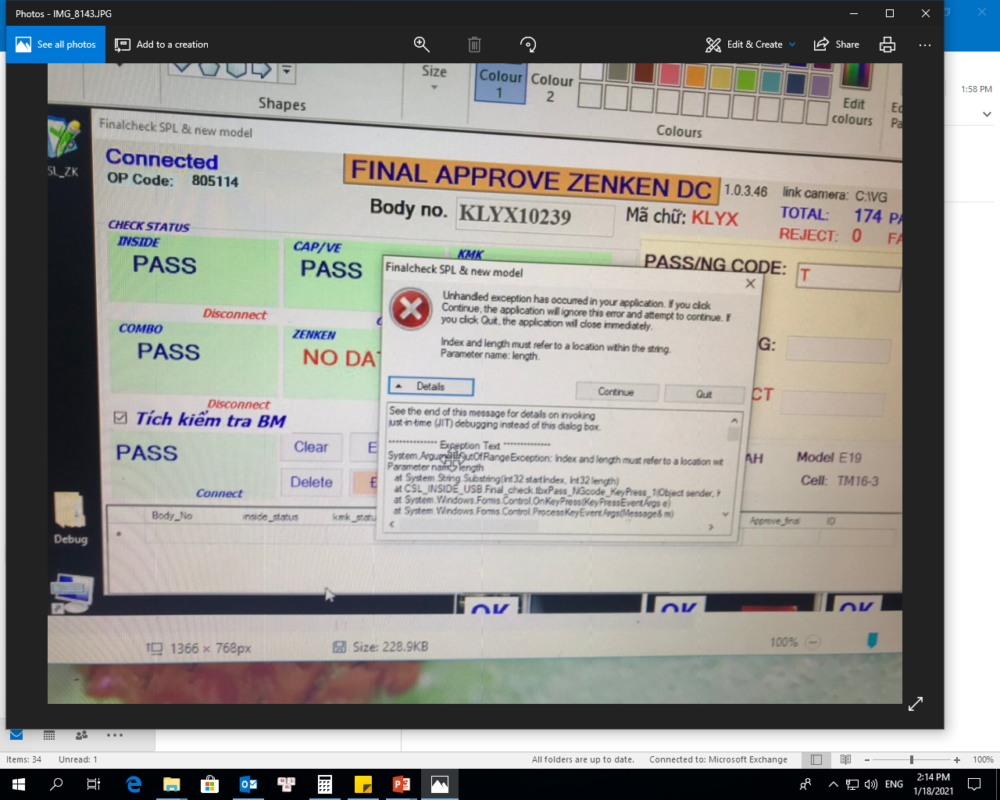 Photos - IMG_8143.JPG
See all photos
Add to a creation
Edit & Create
Share
1:58 PM
Shapes
Size
Colour 1
Colour 2
Edit colours
Colours
Finalcheck SPL & new model
SL_ZK
Connected
OP Code: 805114
FINAL APPROVE ZENKEN DC
1.0.3.46
link camera: C:\VG
Body no. KLYX10239
Mã chữ: KLYX
TOTAL: 174 PA
REJECT: 0 FA
CHECK STATUS
INSIDE
PASS
CAP/VE
PASS
KMK
PASS/NG CODE: T
Disconnect
COMBO
PASS
ZENKEN
NO DAT
G:
CT
Disconnect
Tích kiểm tra BM
PASS
Clear
E
Delete
E
Connect
AH
Model E19
Cell: TM16-3
Finalcheck SPL & new model
Unhandled exception has occurred in your application. If you click
Continue, the application will ignore this error and attempt to continue. If
you click Quit, the application will close immediately.
Index and length must refer to a location within the string.
Parameter name: length.
Details
Continue
Quit
See the end of this message for details on invoking
just-in-time (JIT) debugging instead of this dialog box.
************** Exception Text **************
System.ArgumentOutOfRangeException: Index and length must refer to a location wit
Parameter name: length
at System.String.Substring(Int32 startIndex, Int32 length)
at CSL_INSIDE_USB.Final_check.tbxPass_NGcode_KeyPress_1(Object sender, K
at System.Windows.Forms.Control.OnKeyPress(KeyPressEventArgs e)
at System.Windows.Forms.Control.ProcessKeyEventArgs(Message& m)
Body_No inside_status kmk_statu Approve_final ID
Debug
OK OK OK
1366 × 768px
Size: 228.9KB
100%
Items: 34
Unread: 1
All folders are up to date.
Connected to: Microsoft Exchange
100%
ENG
2:14 PM
1/18/2021